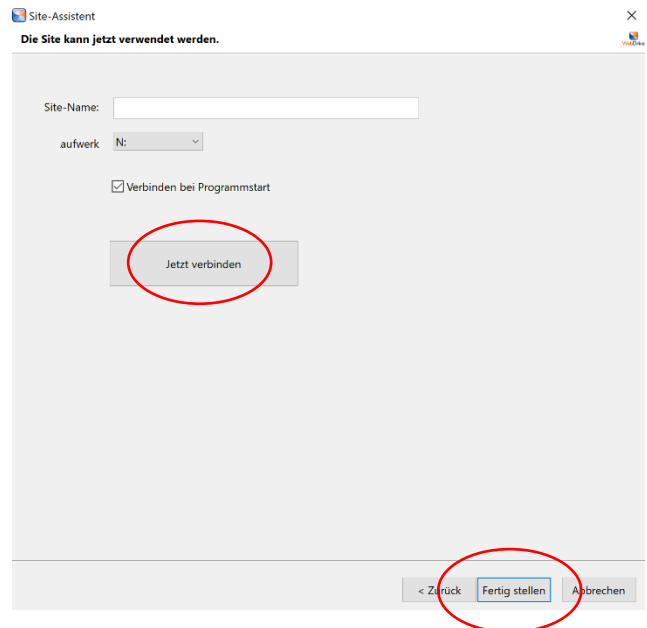 Site-Assistent
Die Site kann jetzt verwendet werden.
WebDrive
Site-Name:
aufwerk N:
Verbinden bei Programmstart
Jetzt verbinden
< Zurück Fertig stellen Abbrechen